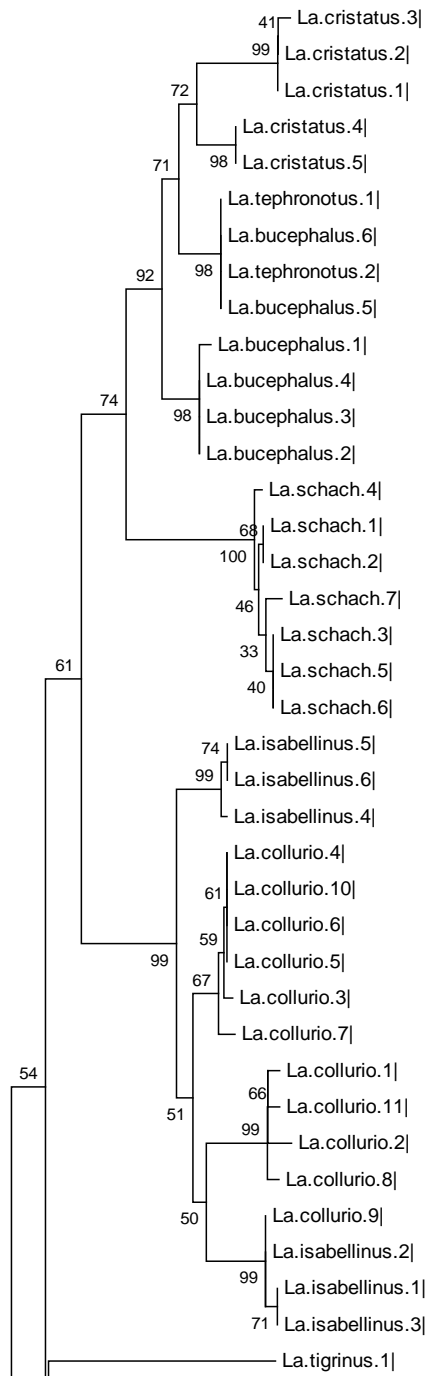 La.cristatus.3|
41
La.cristatus.2|
99
La.cristatus.1|
72
La.cristatus.4|
98
La.cristatus.5|
71
La.tephronotus.1|
La.bucephalus.6|
92
98
La.tephronotus.2|
La.bucephalus.5|
La.bucephalus.1|
La.bucephalus.4|
74
98
La.bucephalus.3|
La.bucephalus.2|
La.schach.4|
68
La.schach.1|
100
La.schach.2|
46
La.schach.7|
33
La.schach.3|
61
La.schach.5|
40
La.schach.6|
74
La.isabellinus.5|
99
La.isabellinus.6|
La.isabellinus.4|
La.collurio.4|
61
La.collurio.10|
La.collurio.6|
59
La.collurio.5|
99
67
La.collurio.3|
La.collurio.7|
54
La.collurio.1|
66
51
La.collurio.11|
99
La.collurio.2|
La.collurio.8|
50
La.collurio.9|
99
La.isabellinus.2|
La.isabellinus.1|
71
La.isabellinus.3|
La.tigrinus.1|